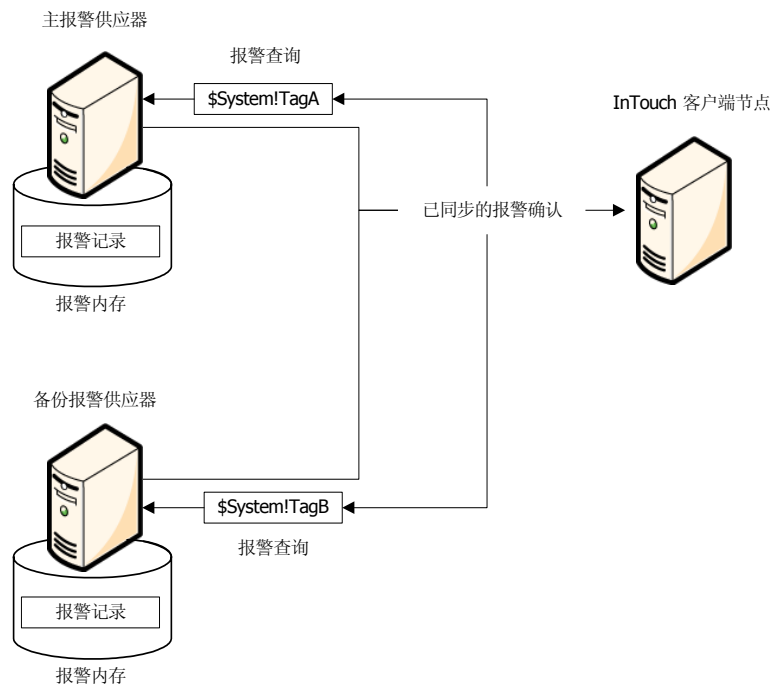 主报警供应器
报警查询
$System!TagA
InTouch 客户端节点
已同步的报警确认
报警记录
报警内存
备份报警供应器
$System!TagB
报警查询
报警记录
报警内存